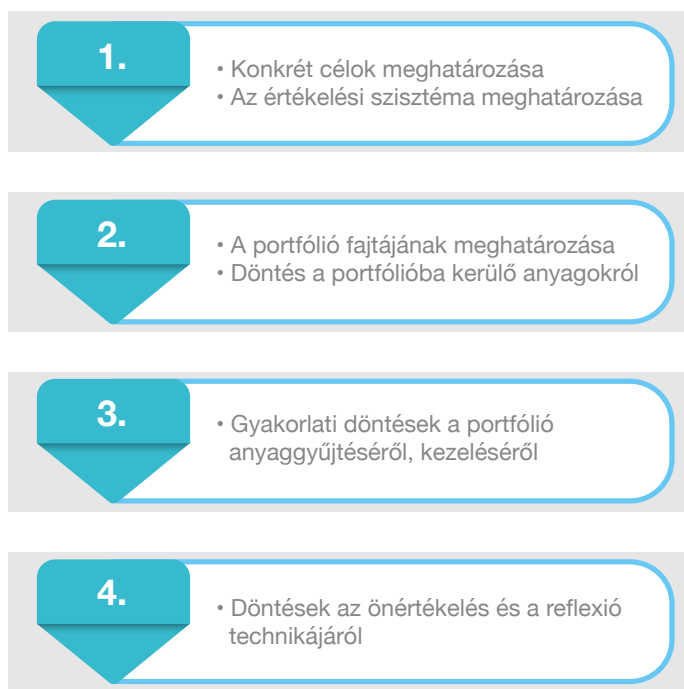 1.
• Konkrét célok meghatározása
• Az értékelési szisztéma meghatározása
2.
• A portfólió fajtájának meghatározása
• Döntés a portfólióba kerülő anyagokról
3.
• Gyakorlati döntések a portfólió
anyaggyűjtéséről, kezeléséről
4.
• Döntések az önértékelés és a reflexió
technikájáról